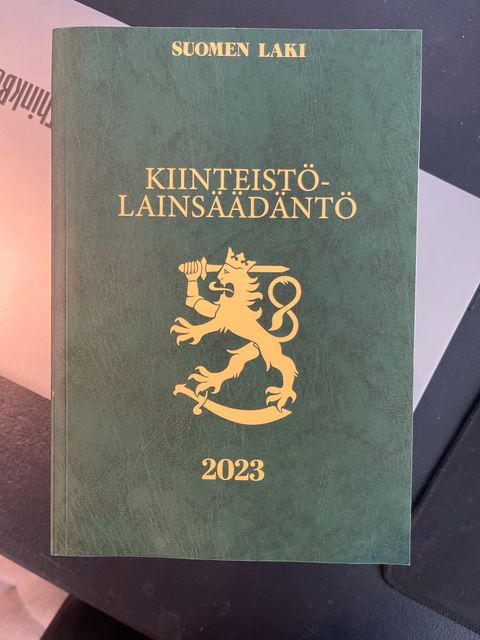 SUOMEN LAKI
KIINTEISTÖ-
LAINSÄÄDÄNTÖ
2023